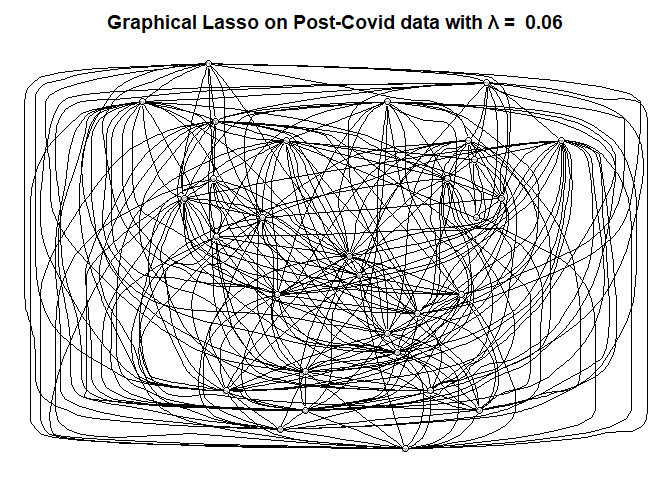 Graphical Lasso on Post-Covid data with λ = 0.06